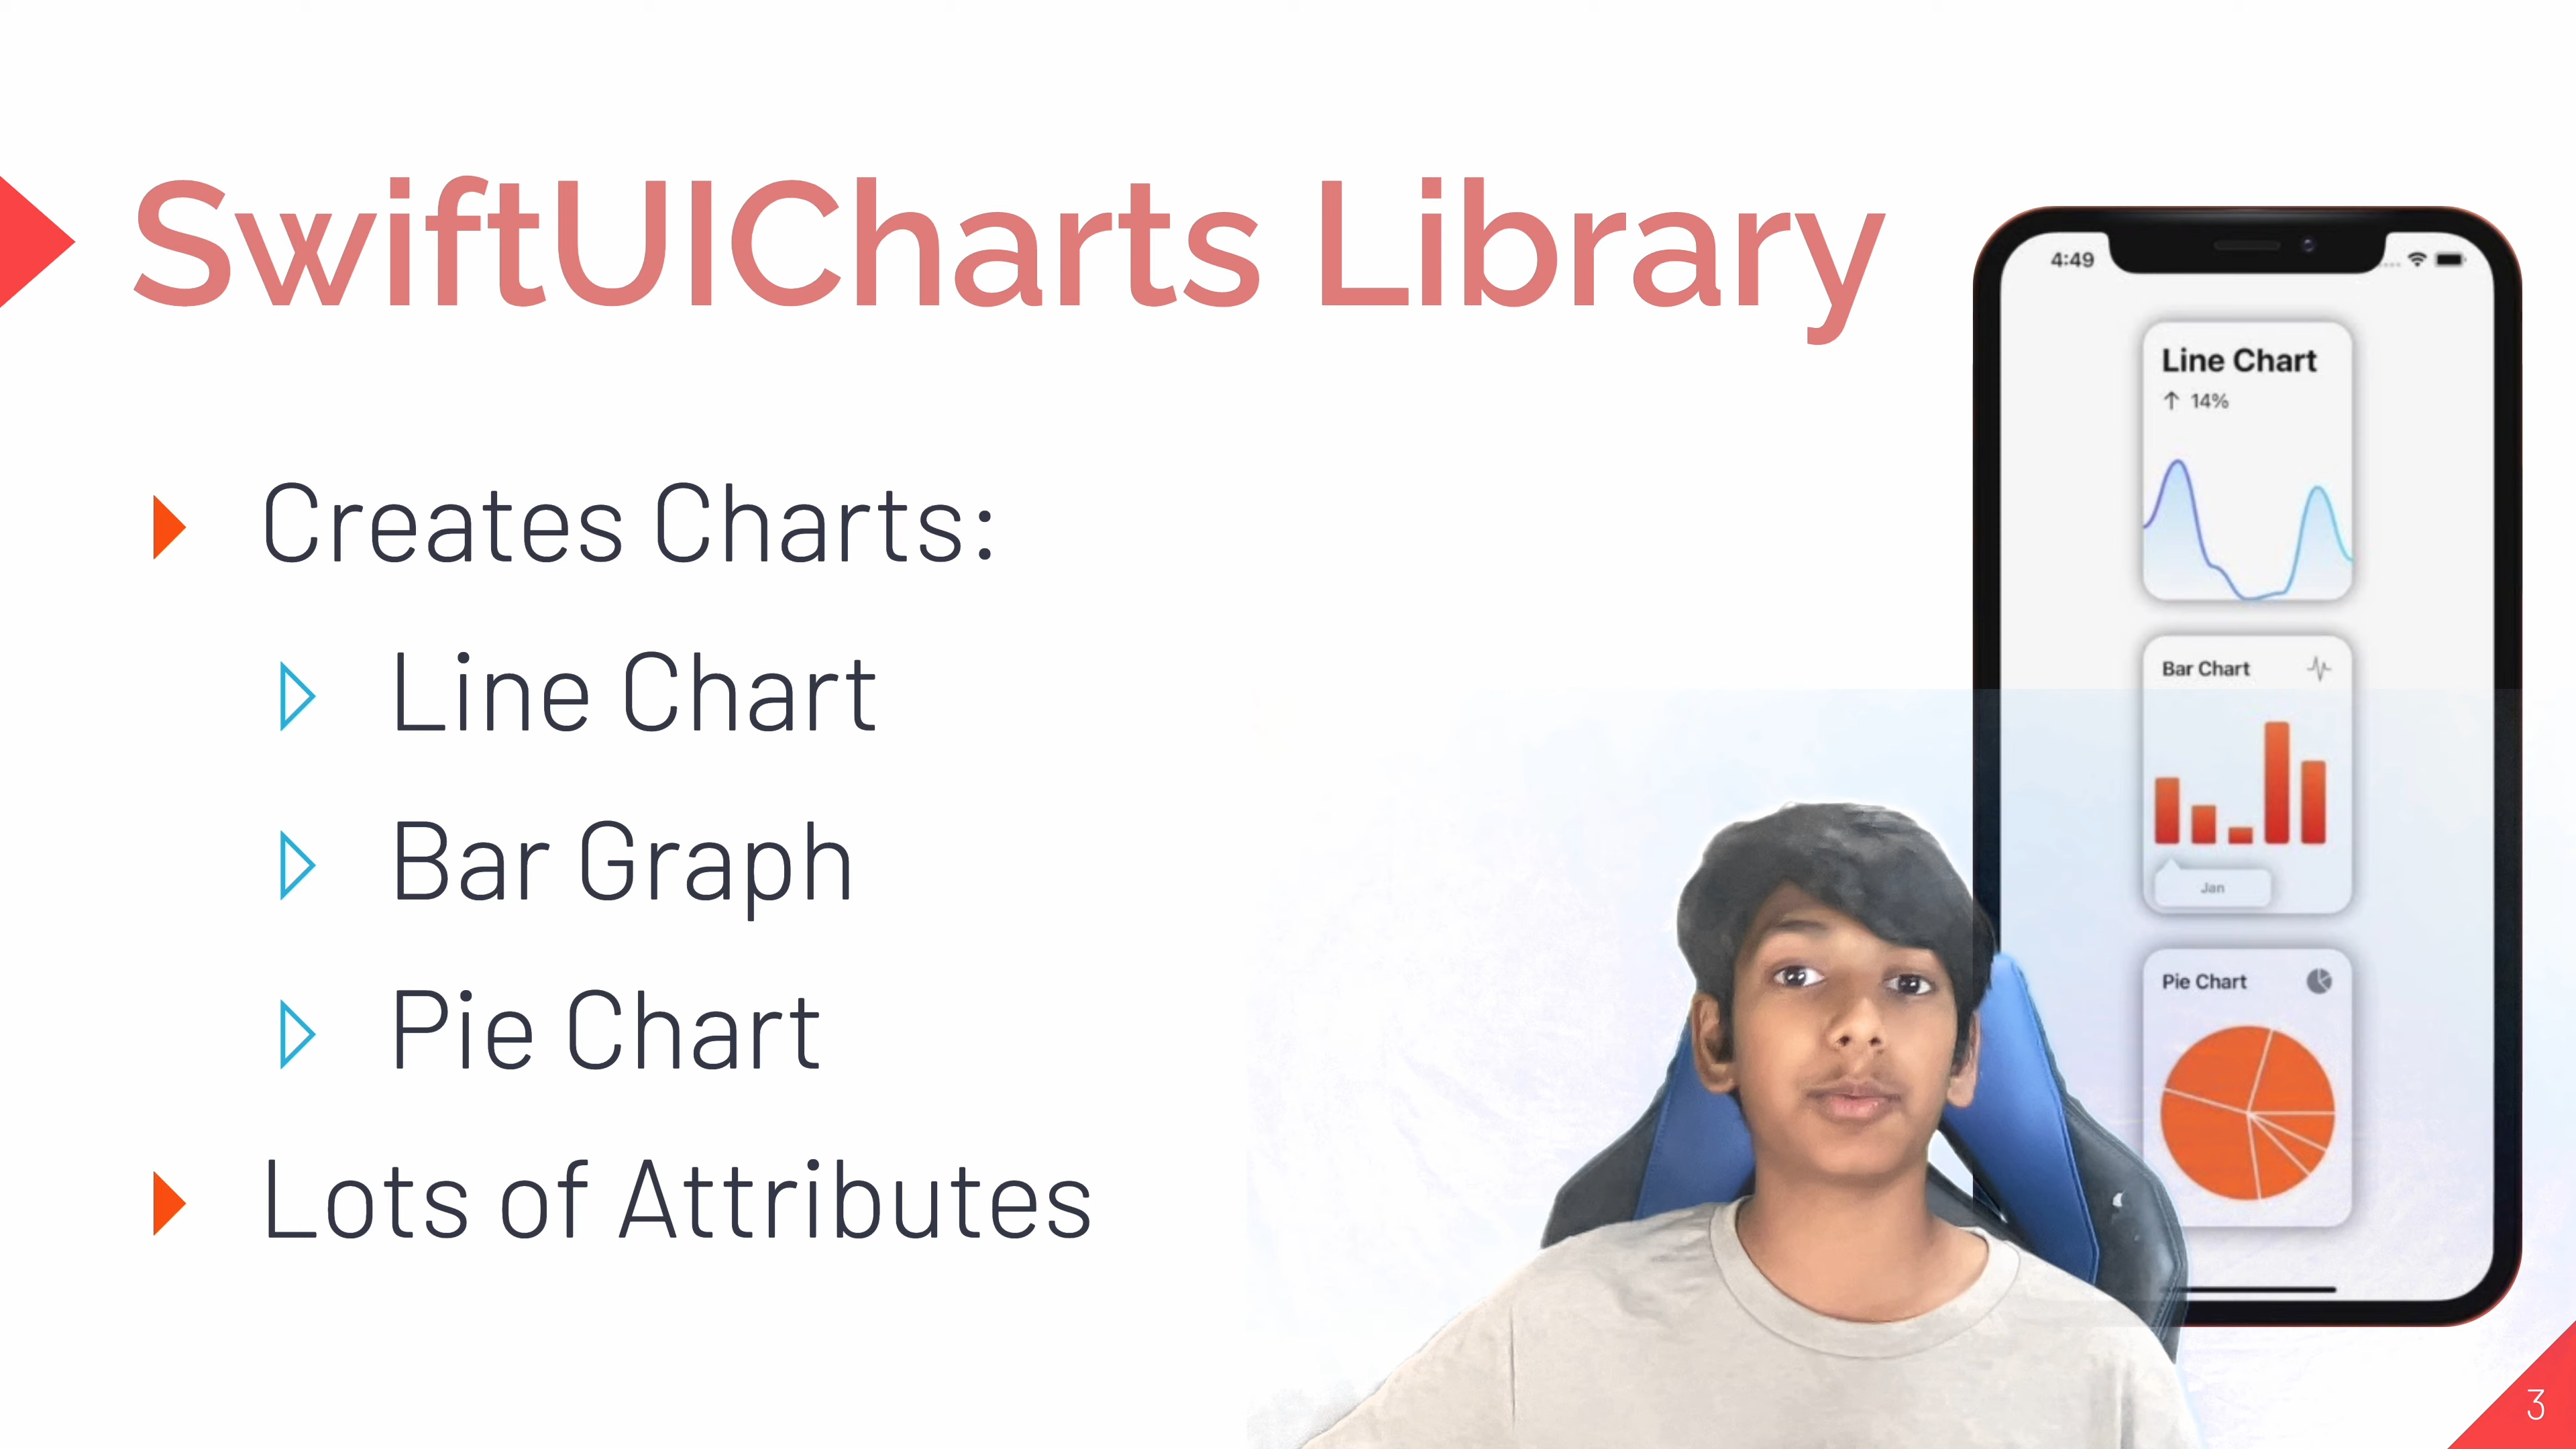 SwiftUICharts Library
Creates Charts:
Line Chart
Bar Graph
Pie Chart
Lots of Attributes
4:49
Line Chart
↑ 14%
Bar Chart
Jan
Pie Chart
3